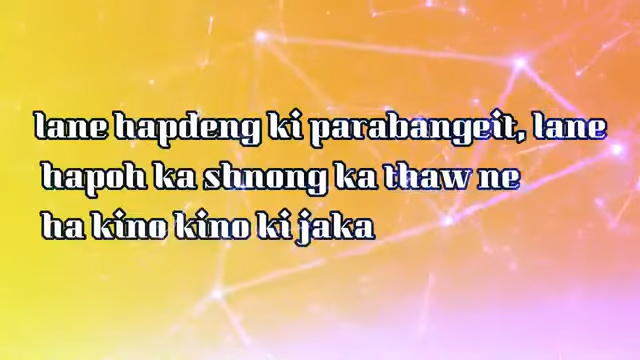 lane hapdeng ki parabangeit, lane
hapoh ka shnong ka thaw ne
ha kino kino ki jaka